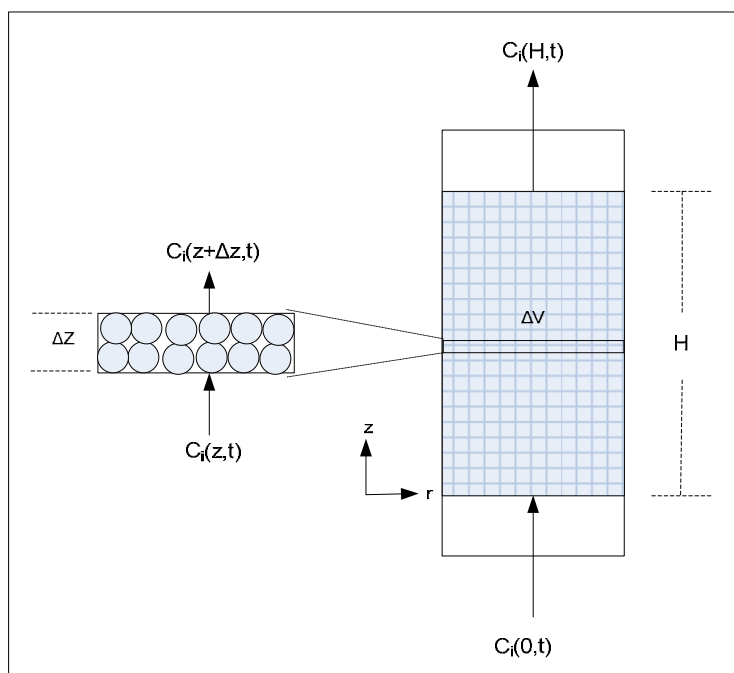 Cᵢ(H,t)
Cᵢ(z+Δz,t)
ΔZ
ΔV
H
Cᵢ(z,t)
z
r
Cᵢ(0,t)